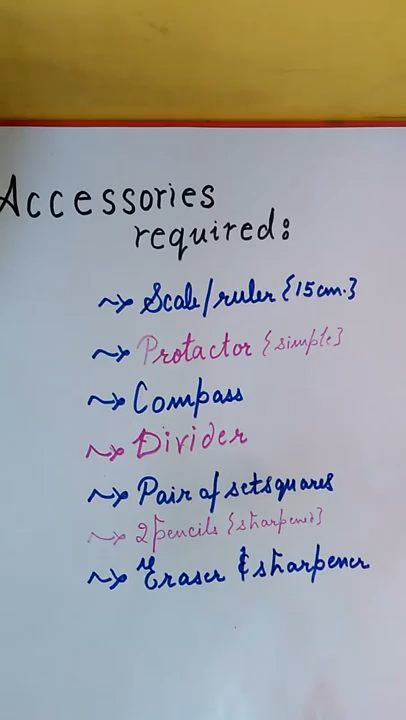 Accessories
required:
~> Scale/ruler {15cm.}
~> Protactor {simple}
~> Compass
~> Divider
~> Pair of setsquares
~> 2 pencils {sharpened}
~> Eraser & sharpener